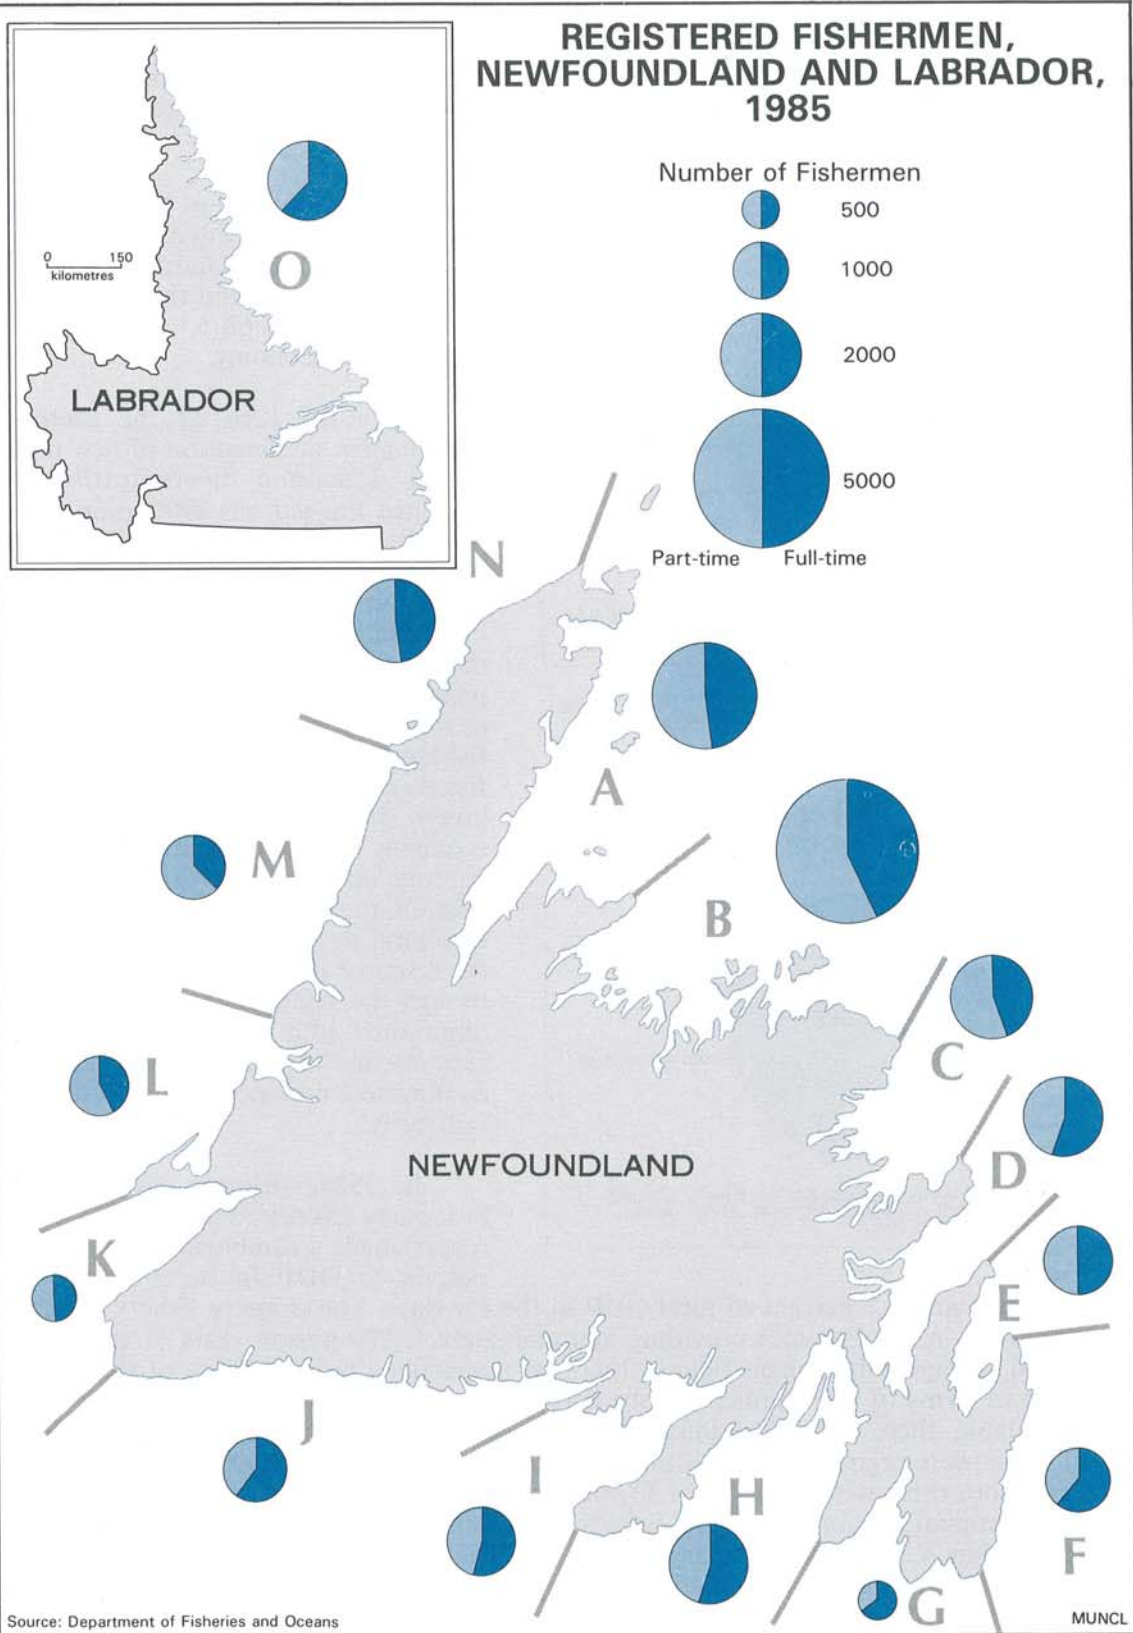 REGISTERED FISHERMEN,
NEWFOUNDLAND AND LABRADOR,
1985
Number of Fishermen
500
1000
2000
5000
Part-time Full-time
0 150
kilometres
O
LABRADOR
N
A
M
B
C
L
NEWFOUNDLAND
D
K
E
J
I
H
F
G
Source: Department of Fisheries and Oceans
MUNCL